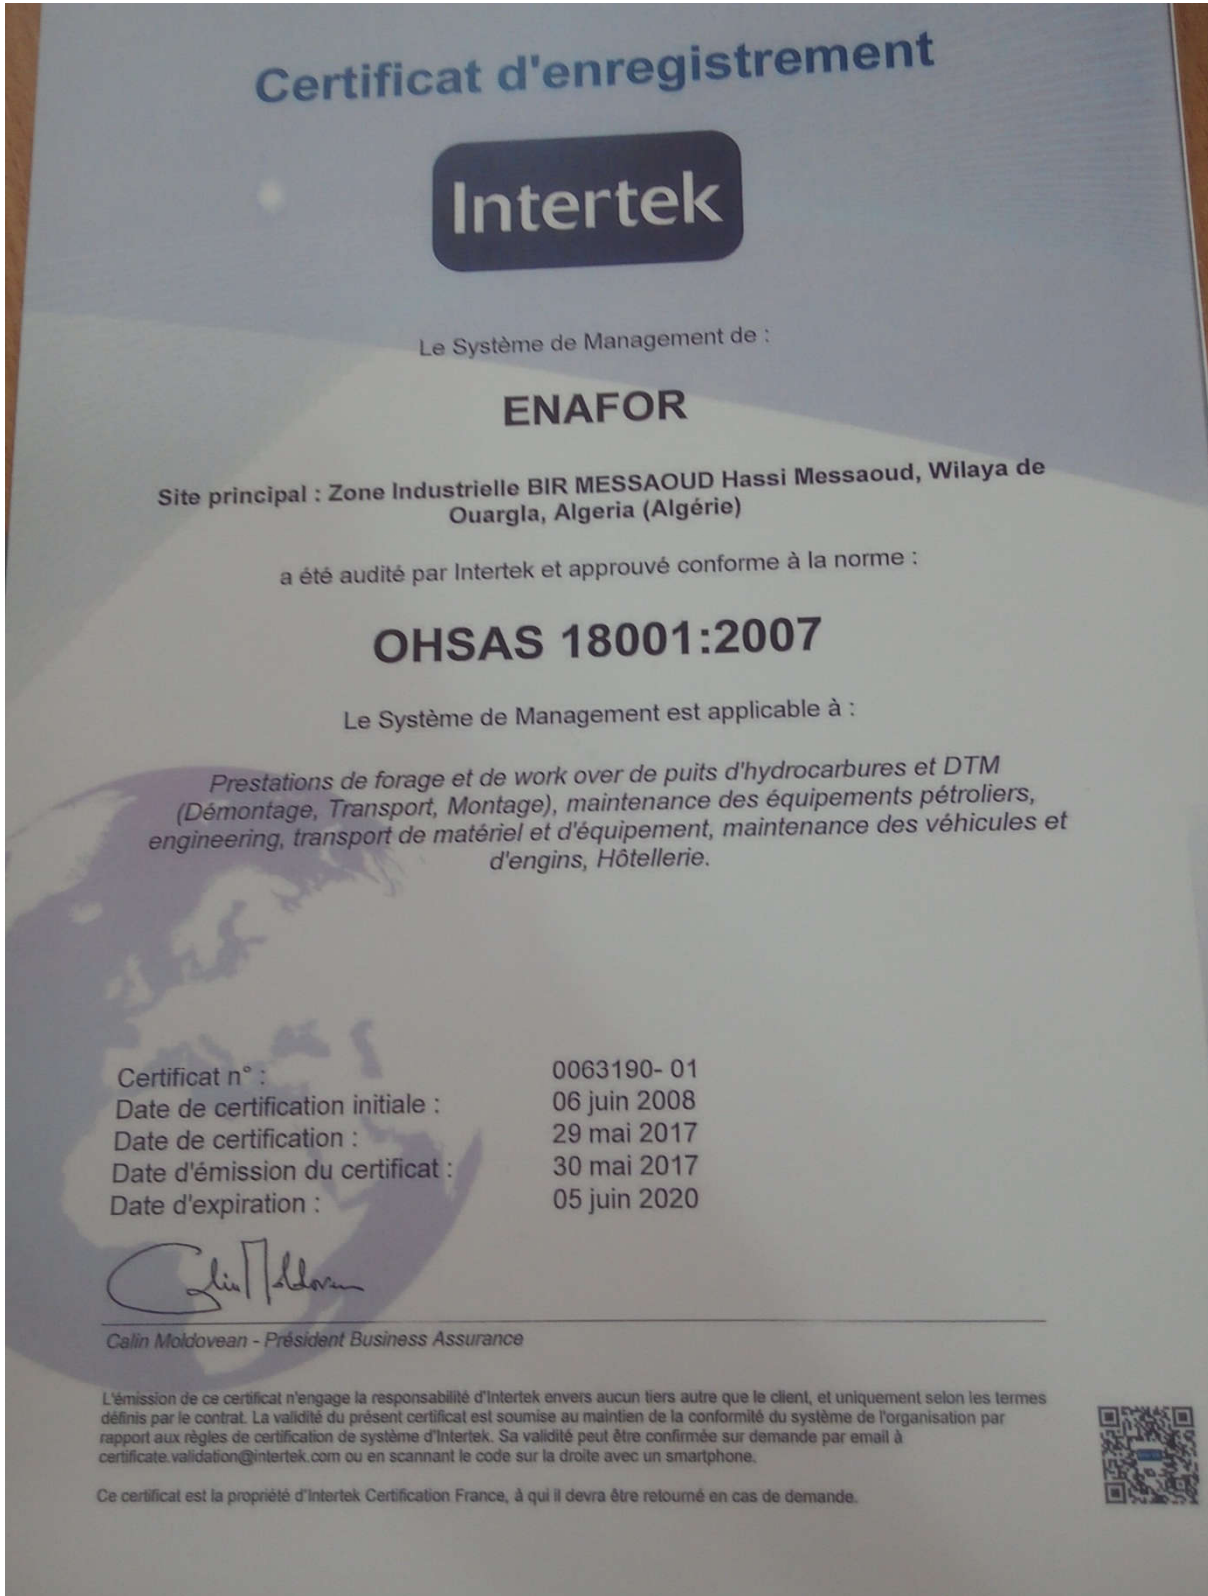 Certificat d'enregistrement
Intertek
Le Système de Management de :
ENAFOR
Site principal : Zone Industrielle BIR MESSAOUD Hassi Messaoud, Wilaya de
Ouargla, Algeria (Algérie)
a été audité par Intertek et approuvé conforme à la norme :
OHSAS 18001:2007
Le Système de Management est applicable à :
Prestations de forage et de work over de puits d'hydrocarbures et DTM
(Démontage, Transport, Montage), maintenance des équipements pétroliers,
engineering, transport de matériel et d'équipement, maintenance des véhicules et
d'engins, Hôtellerie.
Certificat n° : 0063190- 01
Date de certification initiale : 06 juin 2008
Date de certification : 29 mai 2017
Date d'émission du certificat : 30 mai 2017
Date d'expiration : 05 juin 2020
Calin Moldovean
Calin Moldovean - Président Business Assurance
L'émission de ce certificat n'engage la responsabilité d'Intertek envers aucun tiers autre que le client, et uniquement selon les termes
définis par le contrat. La validité du présent certificat est soumise au maintien de la conformité du système de l'organisation par
rapport aux règles de certification de système d'Intertek. Sa validité peut être confirmée sur demande par email à
certificate.validation@intertek.com ou en scannant le code sur la droite avec un smartphone.
Ce certificat est la propriété d'Intertek Certification France, à qui il devra être retourné en cas de demande.